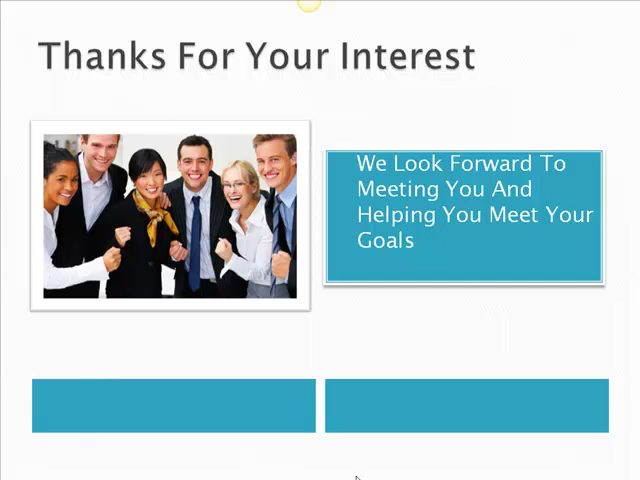 Thanks For Your Interest
We Look Forward To
Meeting You And
Helping You Meet Your
Goals